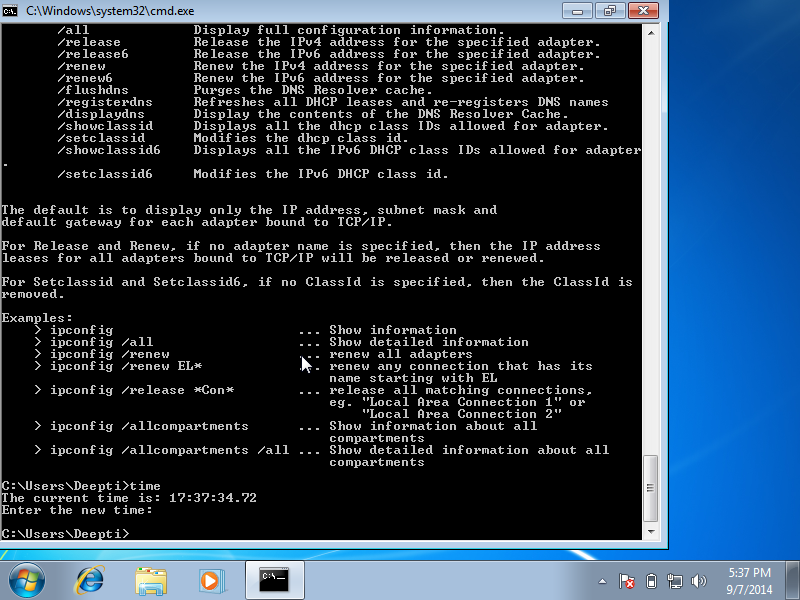 C:\Windows\system32\cmd.exe
/all Display full configuration information.
/release Release the IPv4 address for the specified adapter.
/release6 Release the IPv6 address for the specified adapter.
/renew Renew the IPv4 address for the specified adapter.
/renew6 Renew the IPv6 address for the specified adapter.
/flushdns Purges the DNS Resolver cache.
/registerdns Refreshes all DHCP leases and re-registers DNS names
/displaydns Display the contents of the DNS Resolver Cache.
/showclassid Displays all the dhcp class IDs allowed for adapter.
/setclassid Modifies the dhcp class id.
/showclassid6 Displays all the IPv6 DHCP class IDs allowed for adapter
.
/setclassid6 Modifies the IPv6 DHCP class id.
The default is to display only the IP address, subnet mask and
default gateway for each adapter bound to TCP/IP.
For Release and Renew, if no adapter name is specified, then the IP address
leases for all adapters bound to TCP/IP will be released or renewed.
For Setclassid and Setclassid6, if no ClassId is specified, then the ClassId is
removed.
Examples:
> ipconfig ... Show information
> ipconfig /all ... Show detailed information
> ipconfig /renew ... renew all adapters
> ipconfig /renew EL* ... renew any connection that has its
name starting with EL
> ipconfig /release *Con* ... release all matching connections,
eg. "Local Area Connection 1" or
"Local Area Connection 2"
> ipconfig /allcompartments ... Show information about all
compartments
> ipconfig /allcompartments /all ... Show detailed information about all
compartments
C:\Users\Deepti>time
The current time is: 17:37:34.72
Enter the new time:
C:\Users\Deepti>
5:37 PM
9/7/2014